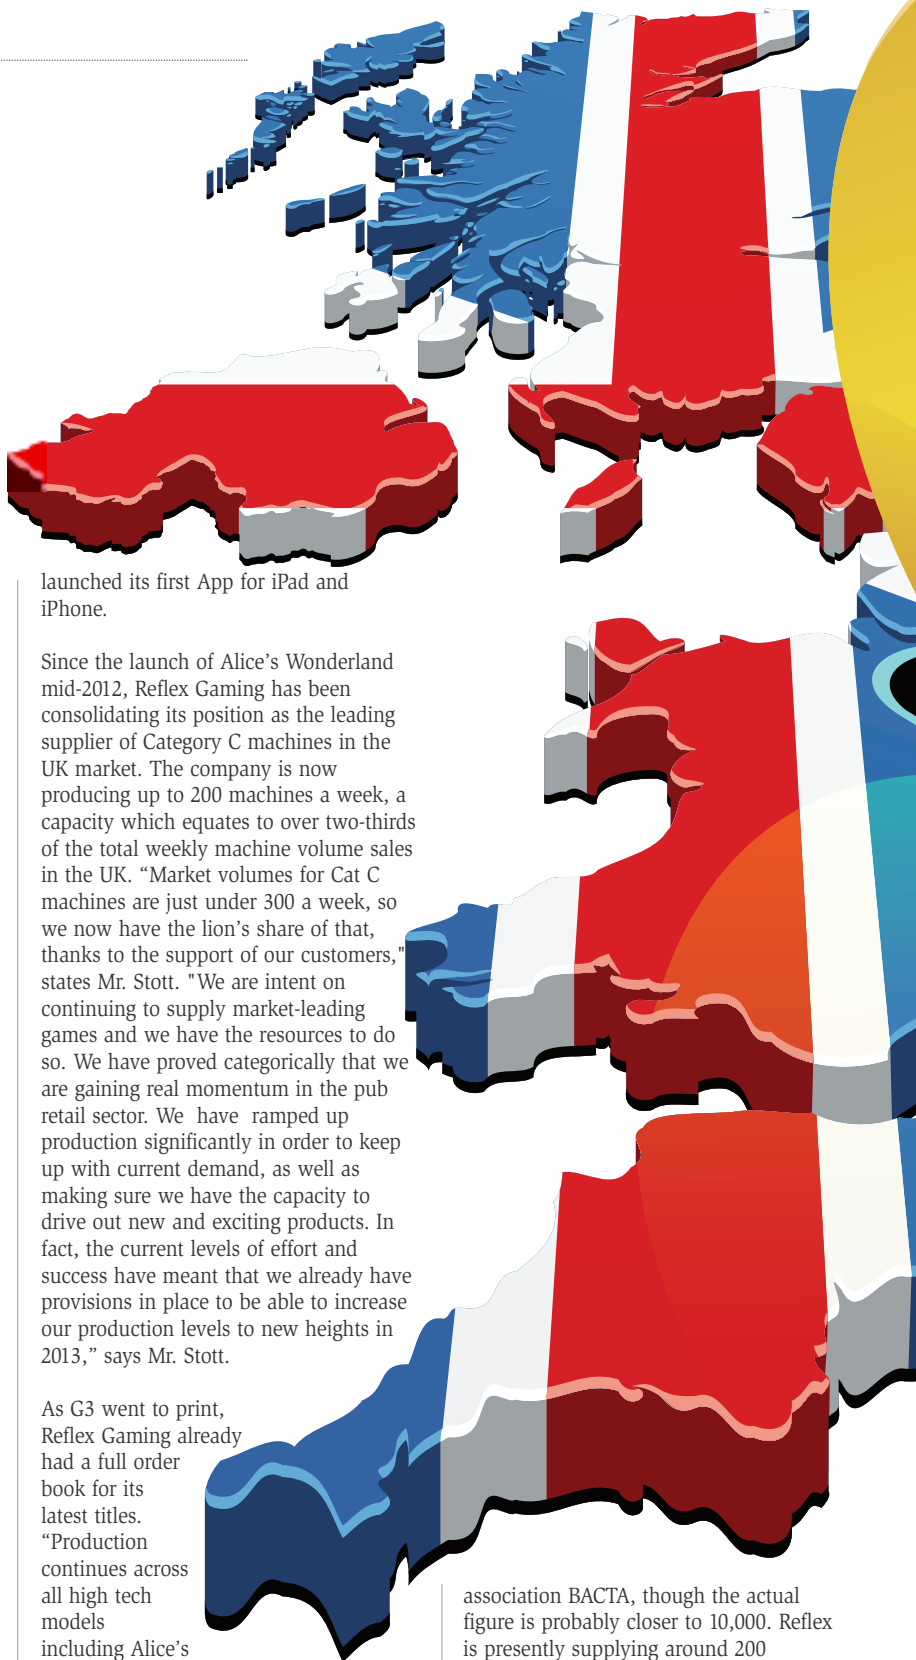 launched its first App for iPad and
iPhone.
Since the launch of Alice’s Wonderland
mid-2012, Reflex Gaming has been
consolidating its position as the leading
supplier of Category C machines in the
UK market. The company is now
producing up to 200 machines a week, a
capacity which equates to over two-thirds
of the total weekly machine volume sales
in the UK. “Market volumes for Cat C
machines are just under 300 a week, so
we now have the lion’s share of that,
thanks to the support of our customers,"
states Mr. Stott. "We are intent on
continuing to supply market-leading
games and we have the resources to do
so. We have proved categorically that we
are gaining real momentum in the pub
retail sector. We have ramped up
production significantly in order to keep
up with current demand, as well as
making sure we have the capacity to
drive out new and exciting products. In
fact, the current levels of effort and
success have meant that we already have
provisions in place to be able to increase
our production levels to new heights in
2013,” says Mr. Stott.
As G3 went to print,
Reflex Gaming already
had a full order
book for its
latest titles.
“Production
continues across
all high tech
models
including Alice’s
association BACTA, though the actual
figure is probably closer to 10,000. Reflex
is presently supplying around 200